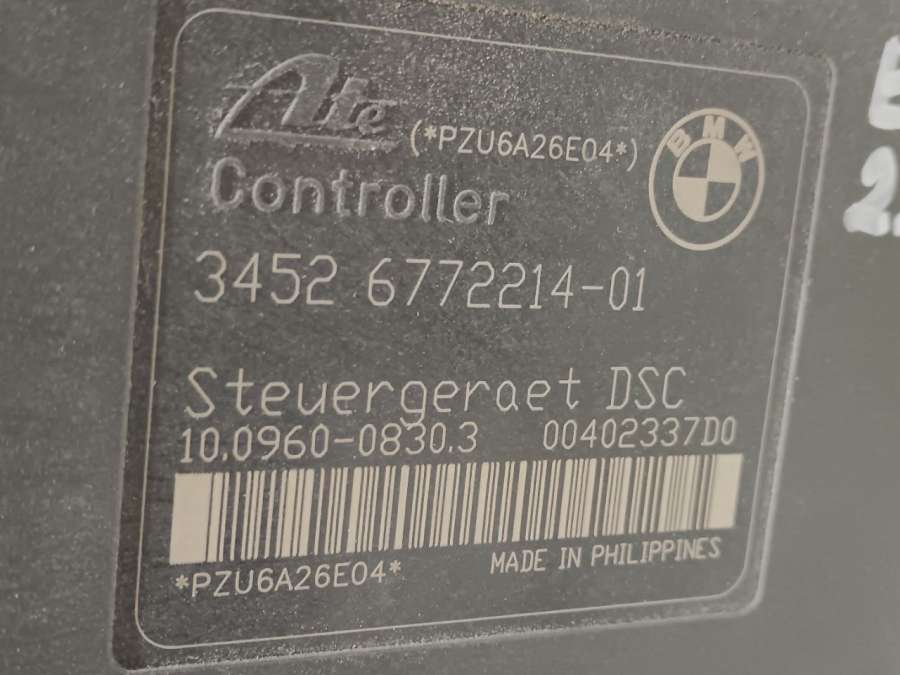 Ate
(*PZU6A26E04*)
BMW
Controller
3452 6772214-01
Steuergeraet DSC
10.0960-0830.3 00402337D0
*PZU6A26E04*
MADE IN PHILIPPINES